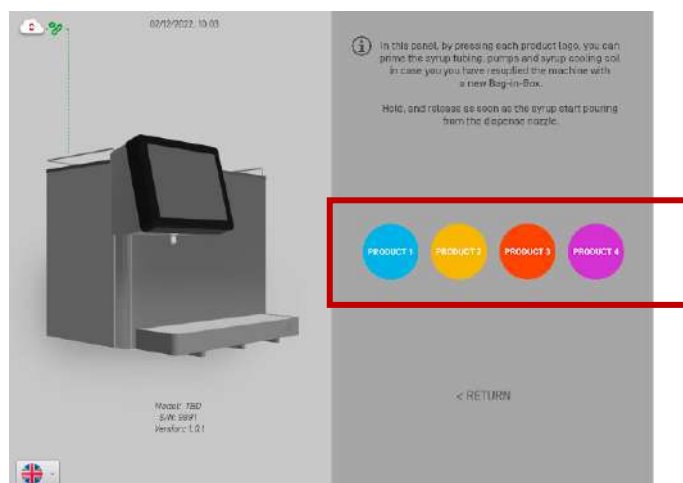 02/12/2022, 10:03
In this panel, by pressing each product logo, you can
prime the syrup tubing, pumps and syrup cooling coil
in case you you have resuplied the machine with
a new Bag-in-Box.
Hold, and release as soon as the syrup start pouring
from the dispense nozzle.
PRODUCT 1
PRODUCT 2
PRODUCT 3
PRODUCT 4
< RETURN
Model: TBD
S/N: 9891
Version: 1.0.1